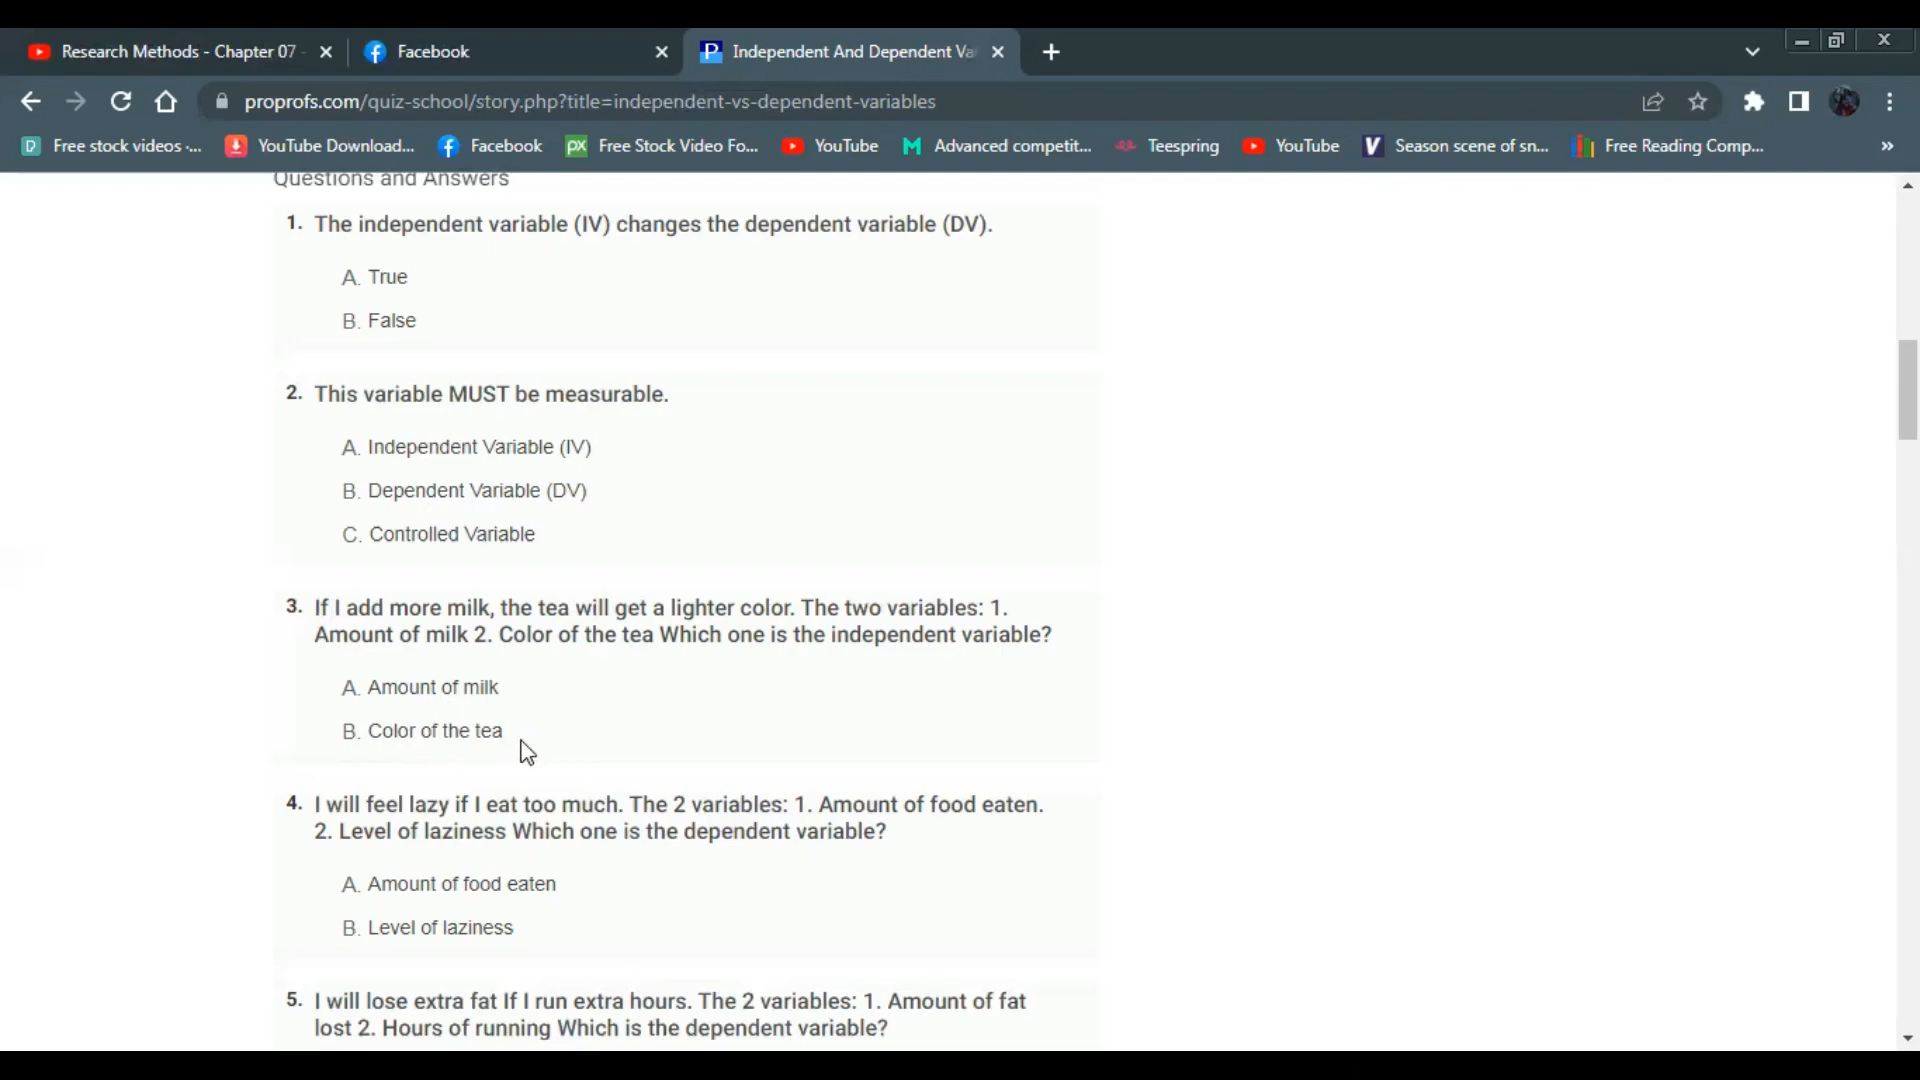 Research Methods - Chapter 07 -
Facebook
Independent And Dependent Va
proprofs.com/quiz-school/story.php?title=independent-vs-dependent-variables
Free stock videos ·...
YouTube Download...
Facebook
Free Stock Video Fo...
YouTube
Advanced competit...
Teespring
YouTube
Season scene of sn...
Free Reading Comp...
»
Questions and Answers
1. The independent variable (IV) changes the dependent variable (DV).
A. True
B. False
2. This variable MUST be measurable.
A. Independent Variable (IV)
B. Dependent Variable (DV)
C. Controlled Variable
3. If I add more milk, the tea will get a lighter color. The two variables: 1.
Amount of milk 2. Color of the tea Which one is the independent variable?
A. Amount of milk
B. Color of the tea
4. I will feel lazy if I eat too much. The 2 variables: 1. Amount of food eaten.
2. Level of laziness Which one is the dependent variable?
A. Amount of food eaten
B. Level of laziness
5. I will lose extra fat If I run extra hours. The 2 variables: 1. Amount of fat
lost 2. Hours of running Which is the dependent variable?